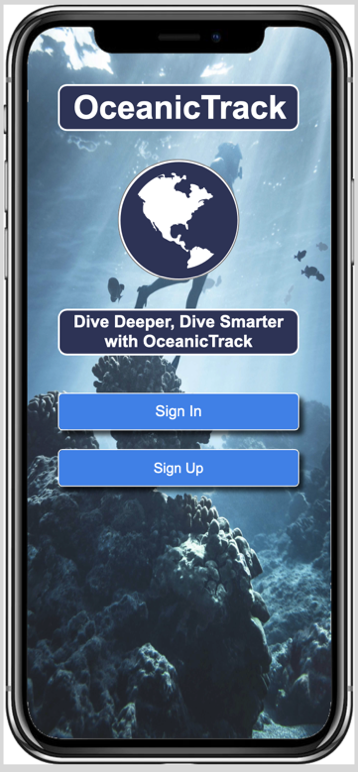 OceanicTrack
Dive Deeper, Dive Smarter
with OceanicTrack
Sign In
Sign Up